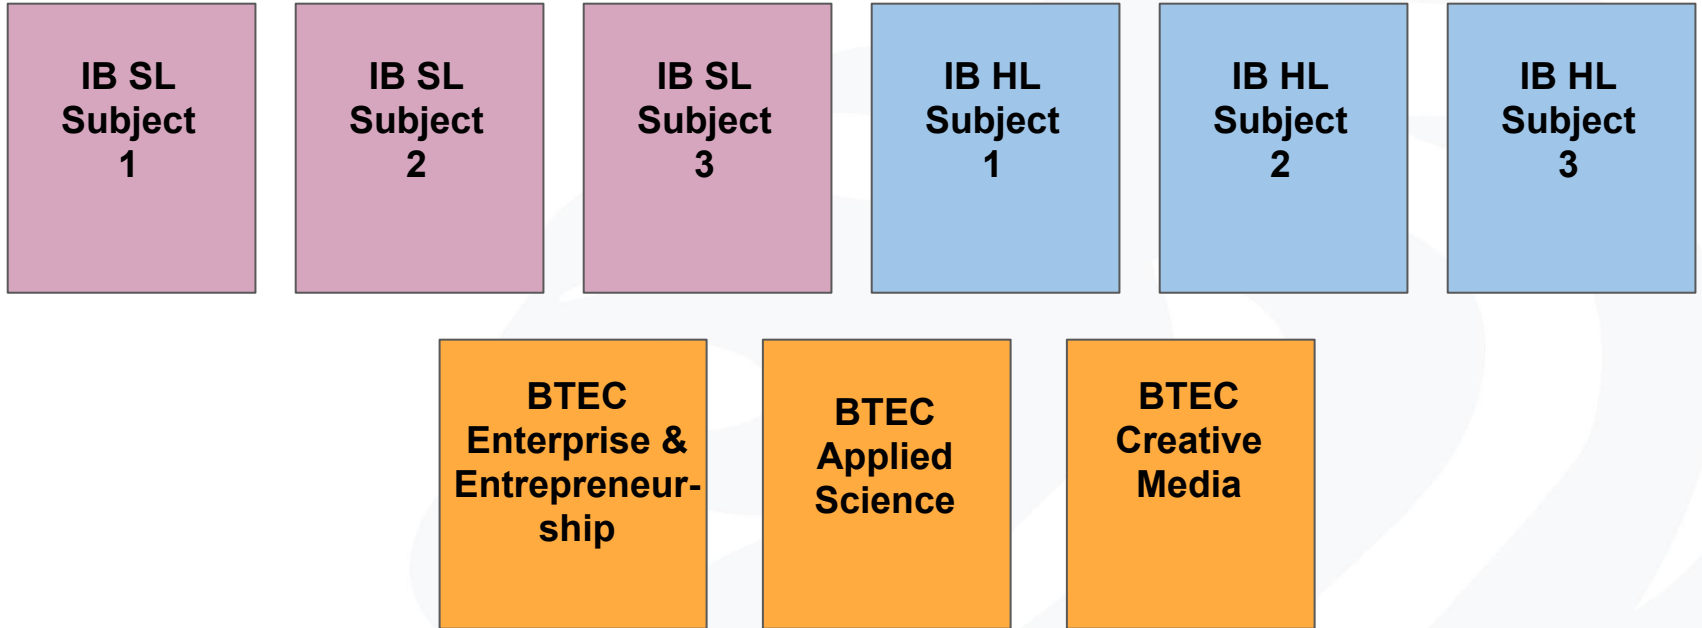 IB SL
Subject
1
IB SL
Subject
2
IB SL
Subject
3
IB HL
Subject
1
IB HL
Subject
2
IB HL
Subject
3
BTEC
Enterprise &
Entrepreneur-
ship
BTEC
Applied
Science
BTEC
Creative
Media